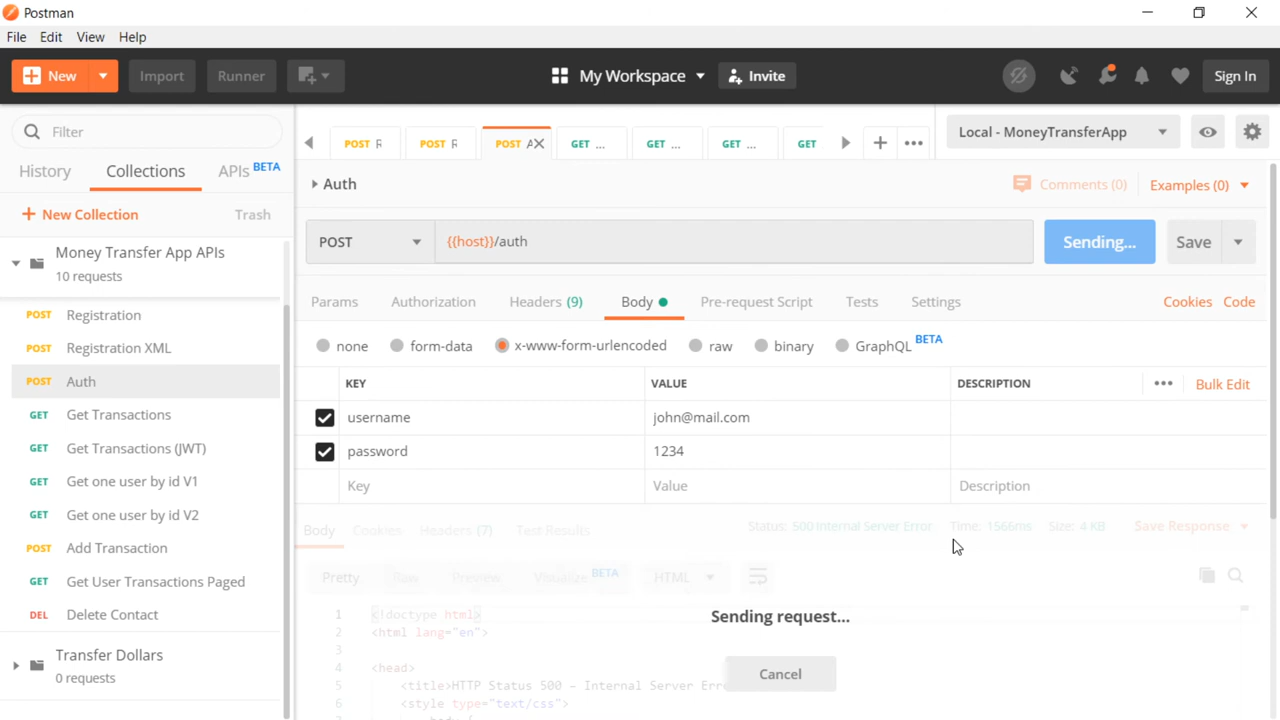 Postman
File Edit View Help
New Import Runner My Workspace Invite Sign In
Filter
History Collections APIs BETA
New Collection Trash
Money Transfer App APIs
10 requests
POST Registration
POST Registration XML
POST Auth
GET Get Transactions
GET Get Transactions (JWT)
GET Get one user by id V1
GET Get one user by id V2
POST Add Transaction
GET Get User Transactions Paged
DEL Delete Contact
Transfer Dollars
0 requests
POST R POST R POST A GET ... GET ... GET ... GET ••• Local - MoneyTransferApp
Auth Comments (0) Examples (0)
POST {{host}}/auth Sending... Save
Params Authorization Headers (9) Body Pre-request Script Tests Settings Cookies Code
none form-data x-www-form-urlencoded raw binary GraphQL BETA
KEY VALUE DESCRIPTION ••• Bulk Edit
username john@mail.com
password 1234
Key Value Description
Body Cookies Headers (7) Test Results Status: 500 Internal Server Error Time: 1566ms Size: 4 KB Save Response
Pretty Raw Preview Visualize BETA HTML
1 <!doctype html>
2 <html lang="en">
3
4 <head>
5 <title>HTTP Status 500 – Internal Server Erro
6 <style type="text/css">
7 body {
Sending request...
Cancel